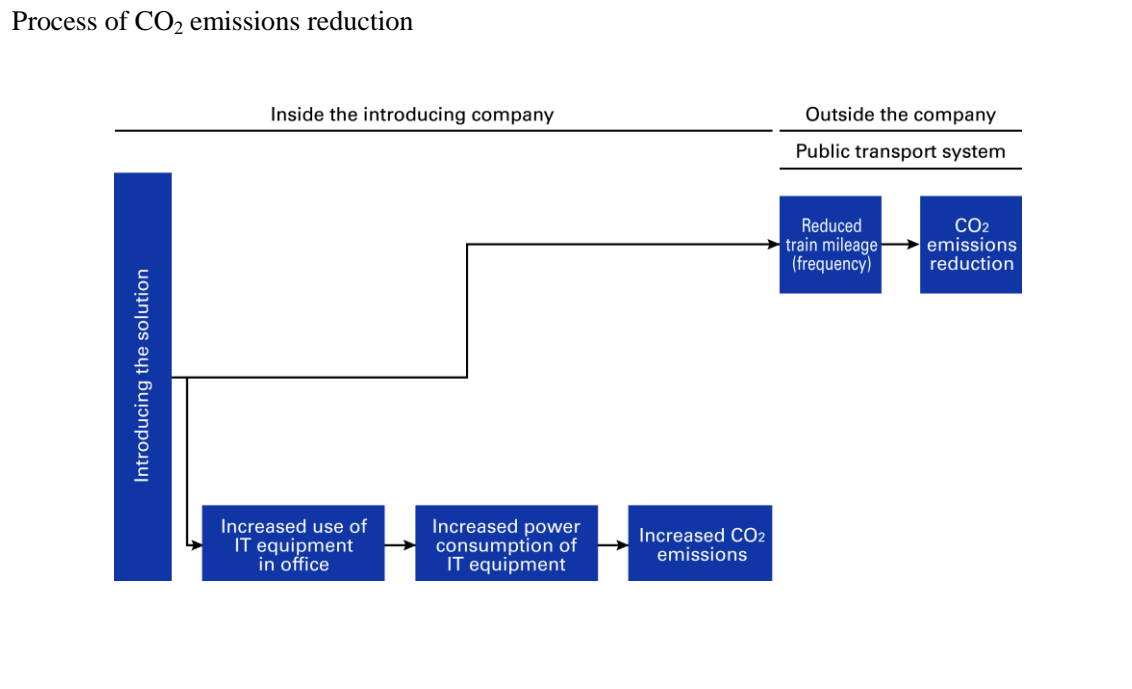 Process of CO₂ emissions reduction
Inside the introducing company
Outside the company
Public transport system
Introducing the solution
Reduced
train mileage
(frequency)
CO₂
emissions
reduction
Increased use of
IT equipment
in office
Increased power
consumption of
IT equipment
Increased CO₂
emissions